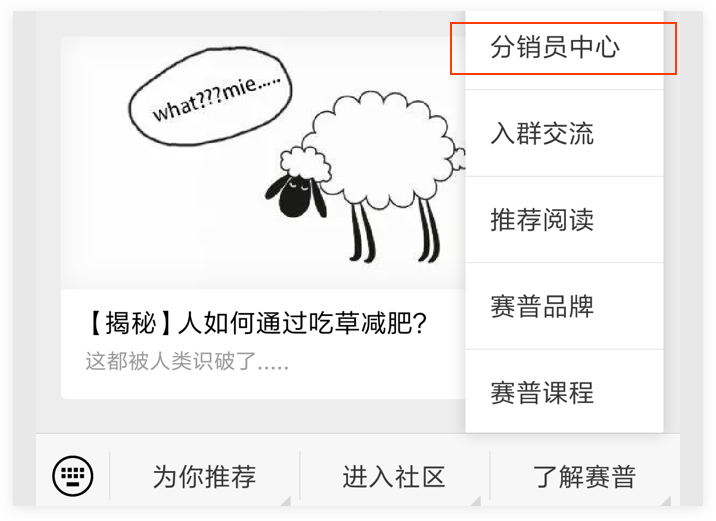 what???mie.....
【揭秘】人如何通过吃草减肥?
这都被人类识破了.....
分销员中心
入群交流
推荐阅读
赛普品牌
赛普课程
为你推荐
进入社区
了解赛普